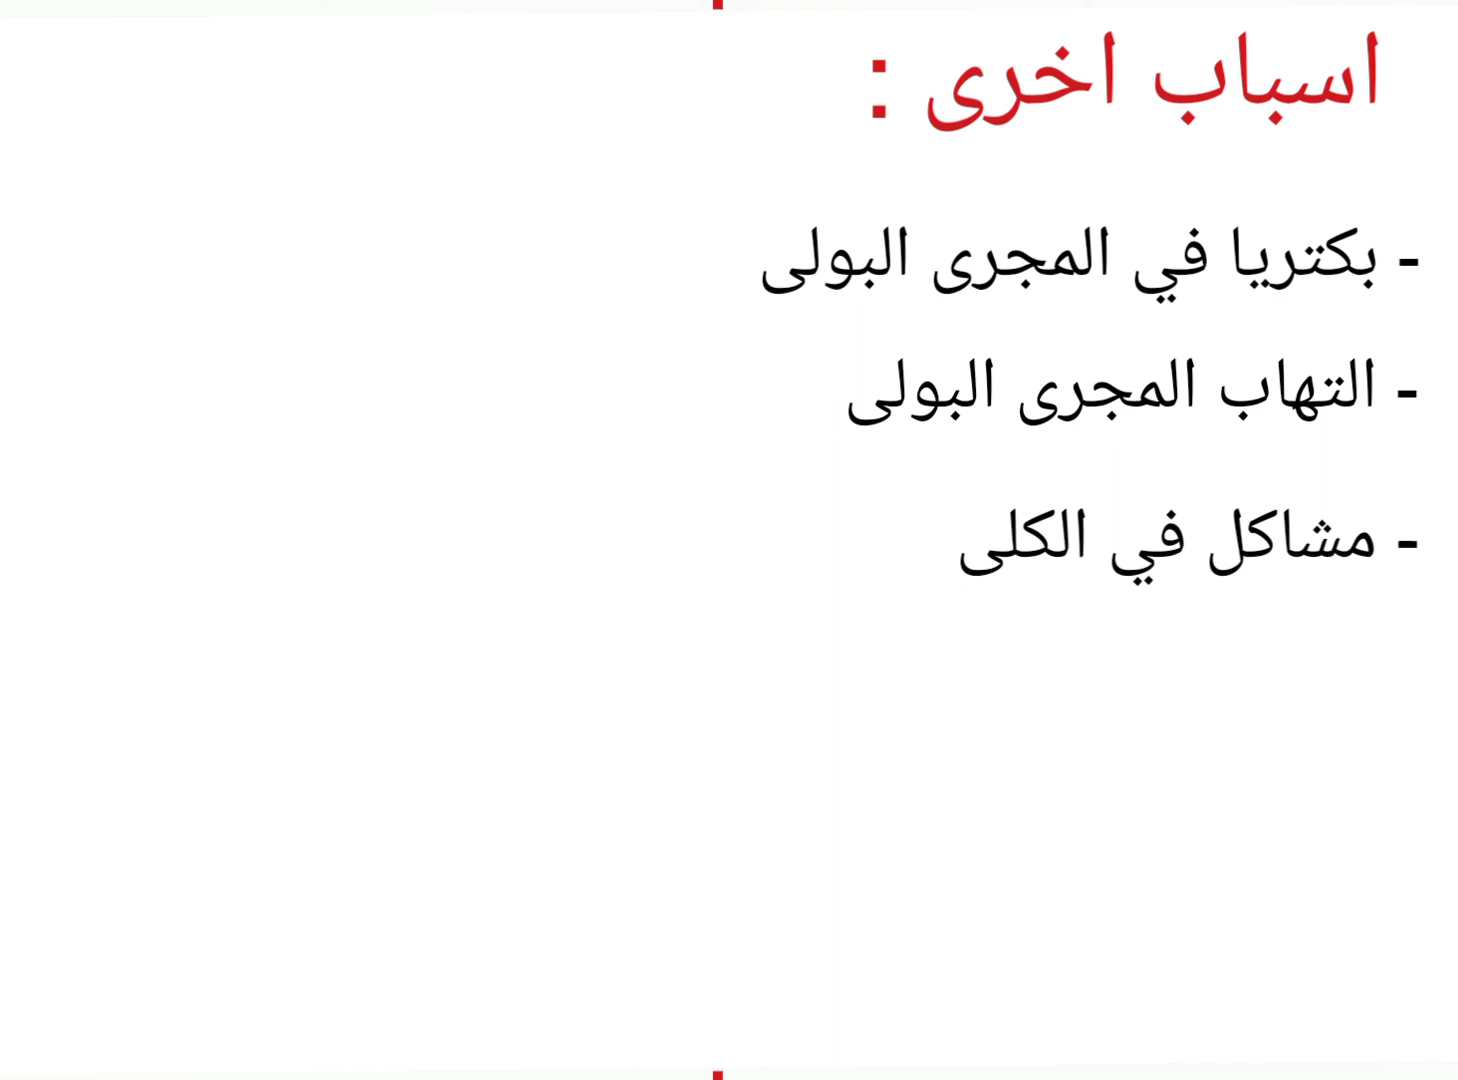 اسباب اخرى :
- بكتريا في المجرى البولى
- التهاب المجرى البولى
- مشاكل في الكلى